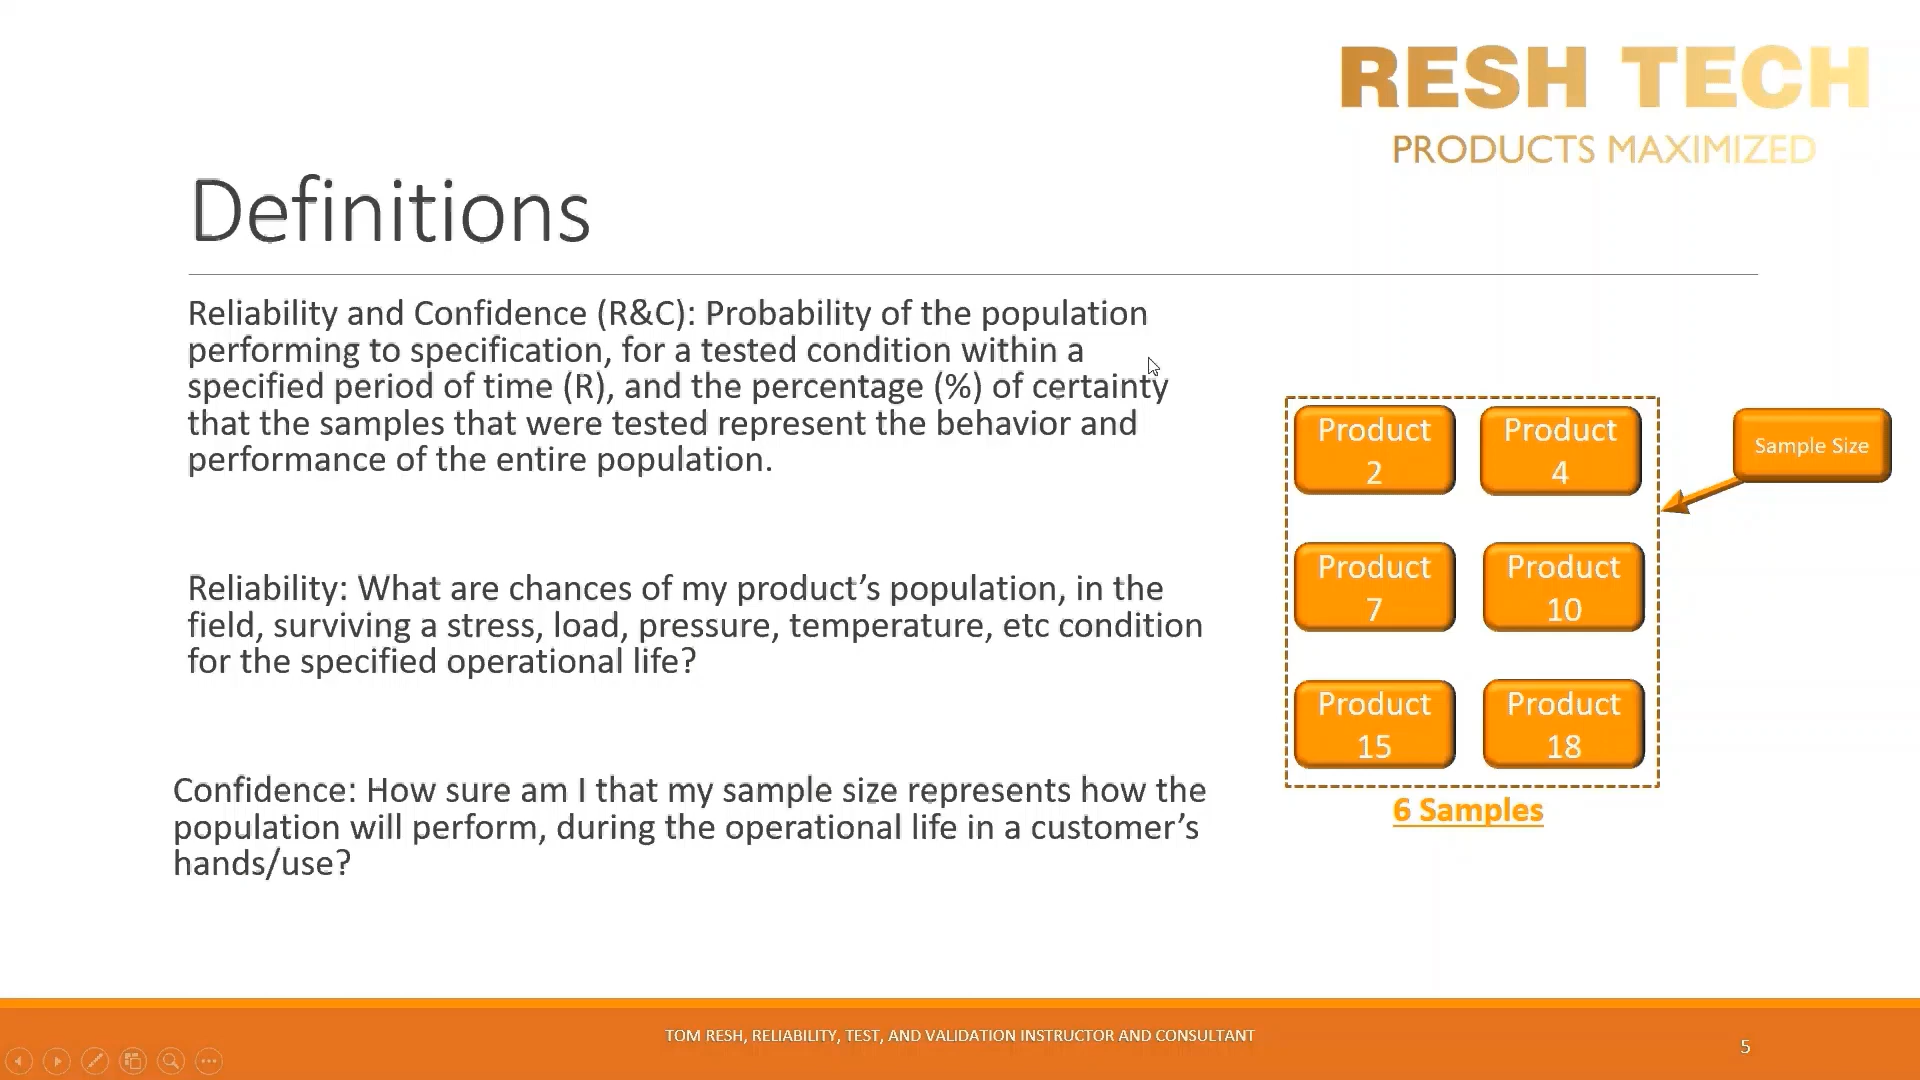 RESH TECH
PRODUCTS MAXIMIZED
Definitions
Reliability and Confidence (R&C): Probability of the population
performing to specification, for a tested condition within a
specified period of time (R), and the percentage (%) of certainty
that the samples that were tested represent the behavior and
performance of the entire population.
Reliability: What are chances of my product’s population, in the
field, surviving a stress, load, pressure, temperature, etc condition
for the specified operational life?
Confidence: How sure am I that my sample size represents how the
population will perform, during the operational life in a customer’s
hands/use?
Product
2
Product
4
Sample Size
Product
7
Product
10
Product
15
Product
18
6 Samples
TOM RESH, RELIABILITY, TEST, AND VALIDATION INSTRUCTOR AND CONSULTANT
5